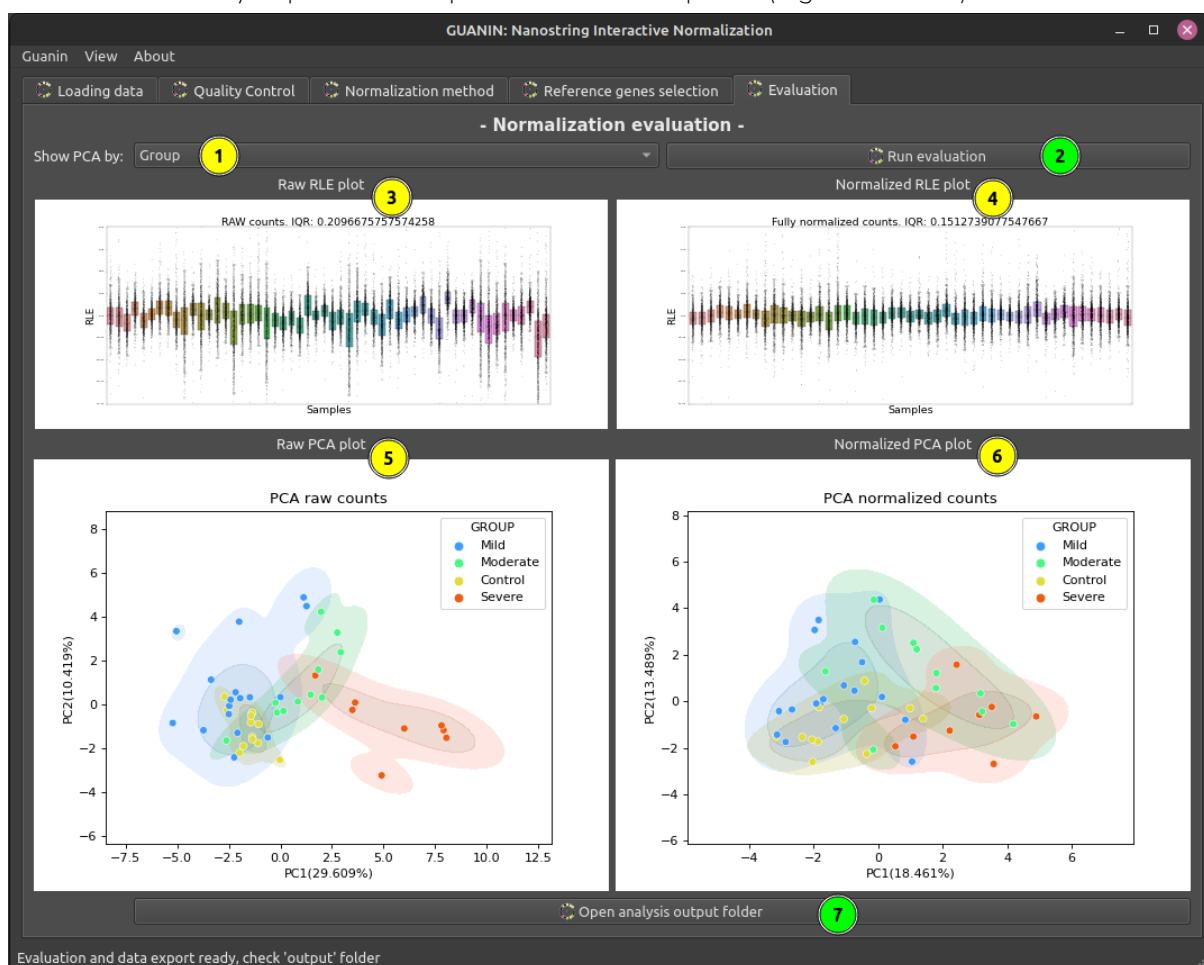 GUANIN: Nanostring Interactive Normalization
Guanin View About
Loading data Quality Control Normalization method Reference genes selection Evaluation
- Normalization evaluation -
Show PCA by: Group 1 Run evaluation 2
Raw RLE plot 3 Normalized RLE plot 4
RAW counts. IQR: 0.2096675757574258
Fully normalized counts. IQR: 0.1512739077547667
RLE
Samples
RLE
Samples
Raw PCA plot 5 Normalized PCA plot 6
PCA raw counts
GROUP
Mild
Moderate
Control
Severe
8
6
4
2
0
−2
−4
−6
PC2(10.419%)
−7.5 −5.0 −2.5 0.0 2.5 5.0 7.5 10.0 12.5
PC1(29.609%)
PCA normalized counts
GROUP
Mild
Moderate
Control
Severe
8
6
4
2
0
−2
−4
−6
PC2(13.489%)
−4 −2 0 2 4 6
PC1(18.461%)
Open analysis output folder 7
Evaluation and data export ready, check 'output' folder